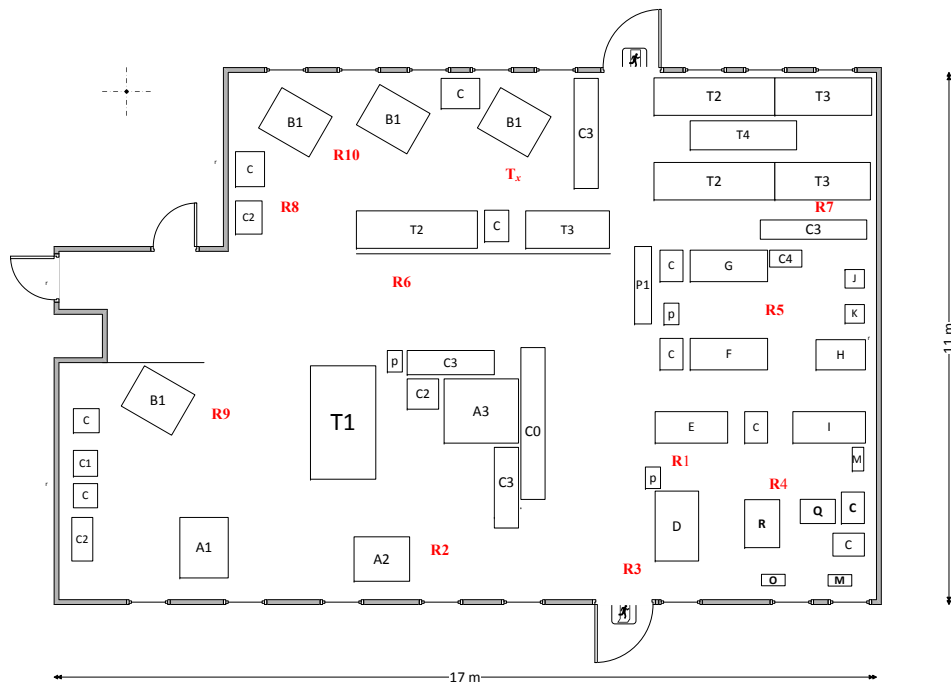 C
T2 T3
B1 B1 B1
C3
T4
R10
C
Tx
T2 T3
C2
R8
R7
T2 C T3
C3
C G C4
R6
P1
J
p
R5
K
C F H
p C3
C2
A3
C0
B1
T1
R9
C
E C I
C3
R1
M
C1
p
R4
C
D
R
Q
C
C2
A1
A2
R2
C
R3
O
M
11 m
17 m